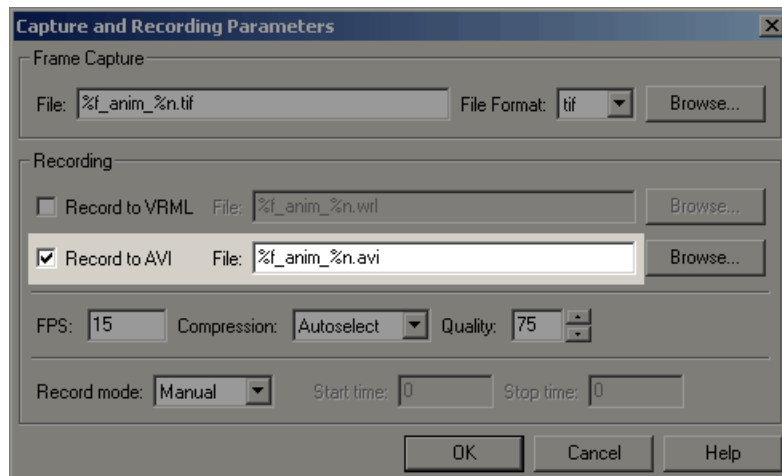 Capture and Recording Parameters
Frame Capture
File: %f_anim_%n.tif File Format: tif Browse...
Recording
Record to VRML File: %f_anim_%n.wrl Browse...
Record to AVI File: %f_anim_%n.avi Browse...
FPS: 15 Compression: Autoselect Quality: 75
Record mode: Manual Start time: 0 Stop time: 0
OK Cancel Help